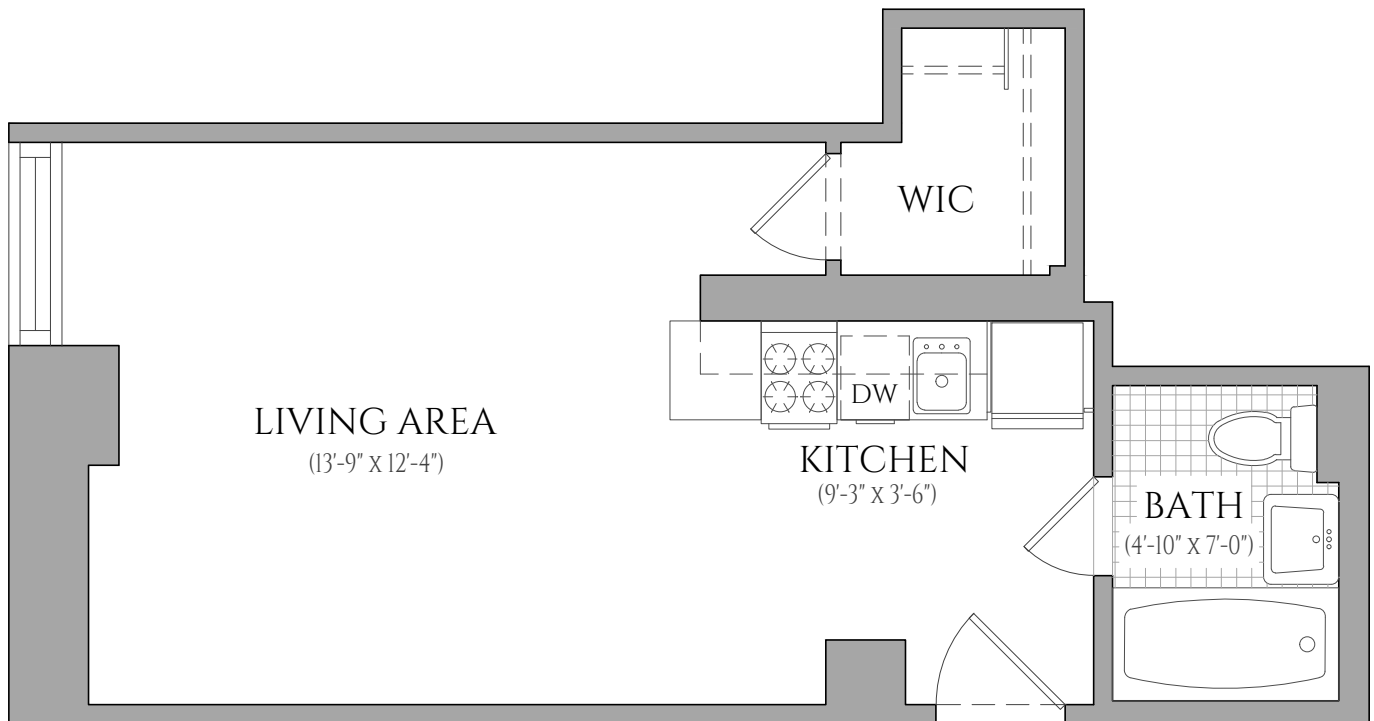 WIC
LIVING AREA
(13'-9" X 12'-4")
DW
KITCHEN
(9'-3" X 3'-6")
BATH
(4'-10" X 7'-0")